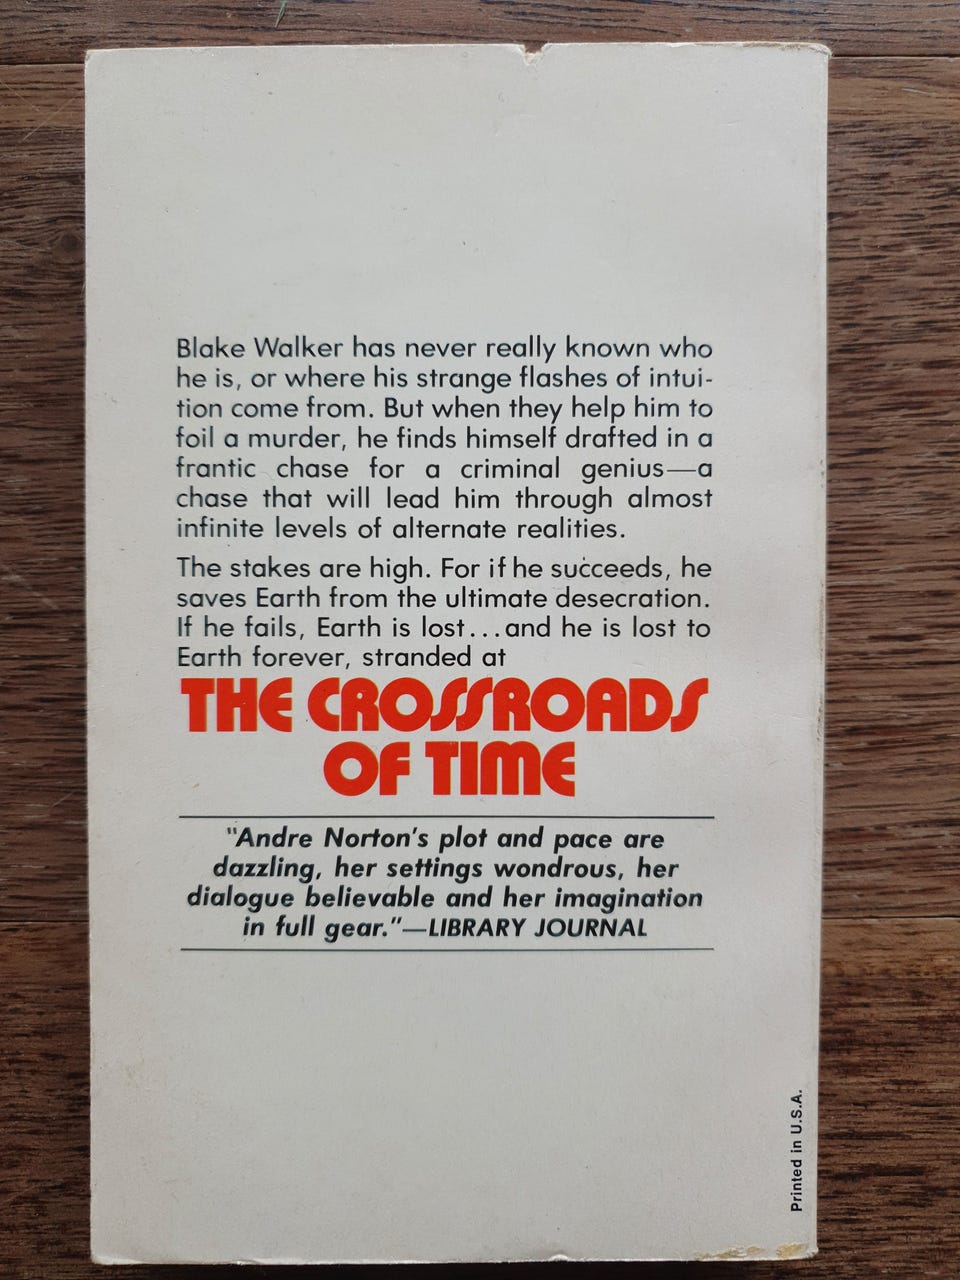 Blake Walker has never really known who
he is, or where his strange flashes of intui-
tion come from. But when they help him to
foil a murder, he finds himself drafted in a
frantic chase for a criminal genius—a
chase that will lead him through almost
infinite levels of alternate realities.
The stakes are high. For if he succeeds, he
saves Earth from the ultimate desecration.
If he fails, Earth is lost...and he is lost to
Earth forever, stranded at
THE CROSSROADS
OF TIME
"Andre Norton's plot and pace are
dazzling, her settings wondrous, her
dialogue believable and her imagination
in full gear."—LIBRARY JOURNAL
Printed in U.S.A.